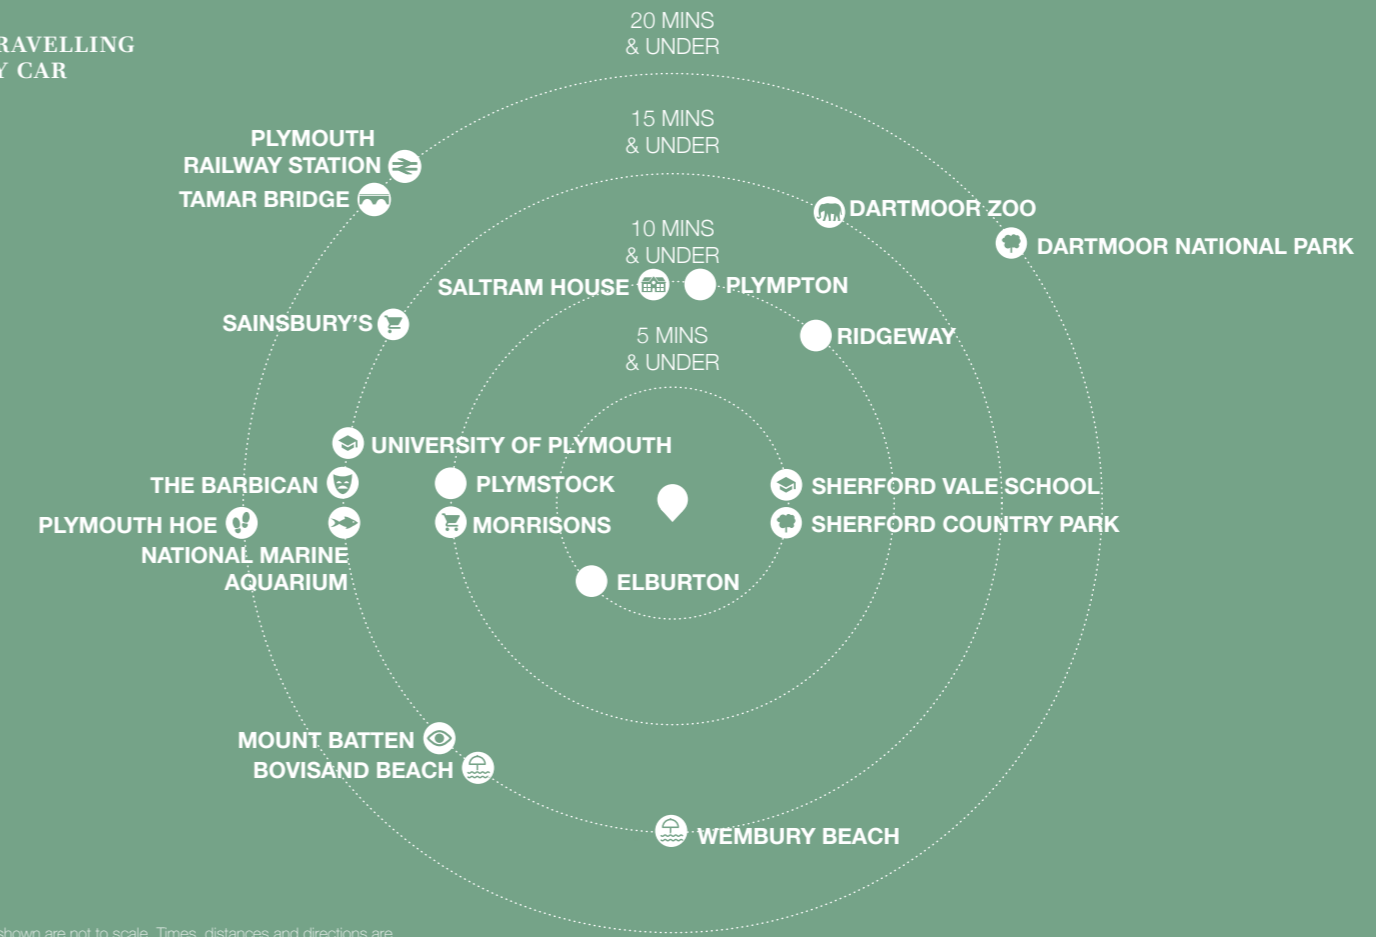 RAVELLING
Y CAR
20 MINS
& UNDER
15 MINS
& UNDER
10 MINS
& UNDER
5 MINS
& UNDER
PLYMOUTH
RAILWAY STATION
TAMAR BRIDGE
DARTMOOR ZOO
DARTMOOR NATIONAL PARK
SALTRAM HOUSE
PLYMPTON
SAINSBURY'S
RIDGEWAY
UNIVERSITY OF PLYMOUTH
THE BARBICAN
PLYMSTOCK
SHERFORD VALE SCHOOL
PLYMOUTH HOE
MORRISONS
SHERFORD COUNTRY PARK
NATIONAL MARINE
AQUARIUM
ELBURTON
MOUNT BATTEN
BOVISAND BEACH
WEMBURY BEACH
shown are not to scale. Times, distances and directions are